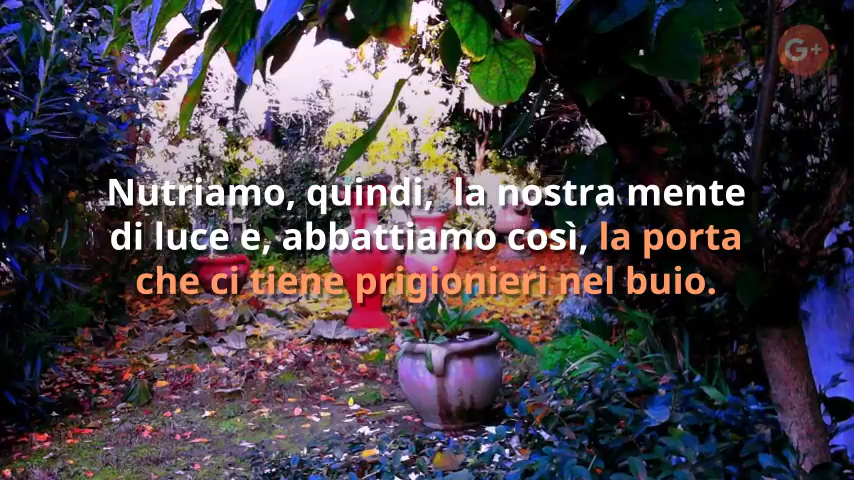 G+
Nutriamo, quindi,  la nostra mente
di luce e, abbattiamo così, la porta
che ci tiene prigionieri nel buio.